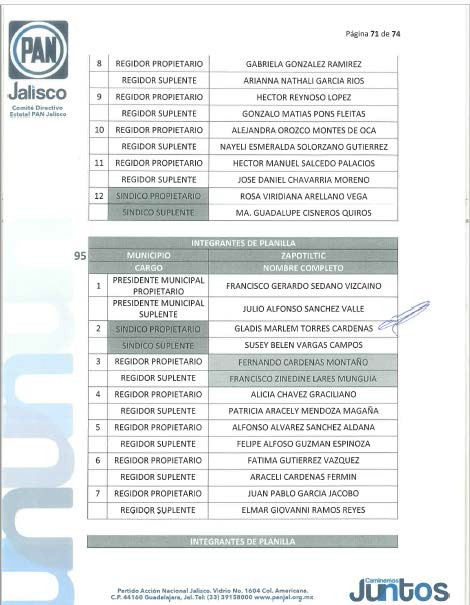 Página 71 de 74
PAN
Jalisco
Comité Directivo
Estatal PAN Jalisco
8 REGIDOR PROPIETARIO GABRIELA GONZALEZ RAMIREZ
REGIDOR SUPLENTE ARIANNA NATHALI GARCIA RIOS
9 REGIDOR PROPIETARIO HECTOR REYNOSO LOPEZ
REGIDOR SUPLENTE GONZALO MATIAS PONS FLEITAS
10 REGIDOR PROPIETARIO ALEJANDRA OROZCO MONTES DE OCA
REGIDOR SUPLENTE NAYELI ESMERALDA SOLORZANO GUTIERREZ
11 REGIDOR PROPIETARIO HECTOR MANUEL SALCEDO PALACIOS
REGIDOR SUPLENTE JOSE DANIEL CHAVARRIA MORENO
12 SINDICO PROPIETARIO ROSA VIRIDIANA ARELLANO VEGA
SINDICO SUPLENTE MA. GUADALUPE CISNEROS QUIROS
INTEGRANTES DE PLANILLA
95 MUNICIPIO ZAPOTILTIC
CARGO NOMBRE COMPLETO
1 PRESIDENTE MUNICIPAL PROPIETARIO FRANCISCO GERARDO SEDANO VIZCAINO
PRESIDENTE MUNICIPAL SUPLENTE JULIO ALFONSO SANCHEZ VALLE
2 SINDICO PROPIETARIO GLADIS MARLEM TORRES CARDENAS
SINDICO SUPLENTE SUSEY BELEN VARGAS CAMPOS
3 REGIDOR PROPIETARIO FERNANDO CARDENAS MONTAÑO
REGIDOR SUPLENTE FRANCISCO ZINEDINE LARES MUNGUIA
4 REGIDOR PROPIETARIO ALICIA CHAVEZ GRACILIANO
REGIDOR SUPLENTE PATRICIA ARACELY MENDOZA MAGAÑA
5 REGIDOR PROPIETARIO ALFONSO ALVAREZ SANCHEZ ALDANA
REGIDOR SUPLENTE FELIPE ALFOSO GUZMAN ESPINOZA
6 REGIDOR PROPIETARIO FATIMA GUTIERREZ VAZQUEZ
REGIDOR SUPLENTE ARACELI CARDENAS FERMIN
7 REGIDOR PROPIETARIO JUAN PABLO GARCIA JACOBO
REGIDOR SUPLENTE ELMAR GIOVANNI RAMOS REYES
INTEGRANTES DE PLANILLA
Partido Acción Nacional Jalisco. Vidrio No. 1604 Col. Americana.
C.P. 44160 Guadalajara, Jal. Tel: (33) 39158000 www.panjal.org.mx
Caminemos
Juntos